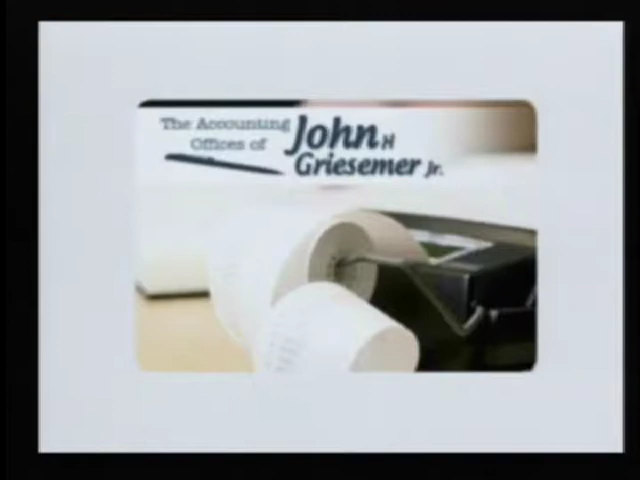 The Accounting
Offices of
John H
Griesemer Jr.